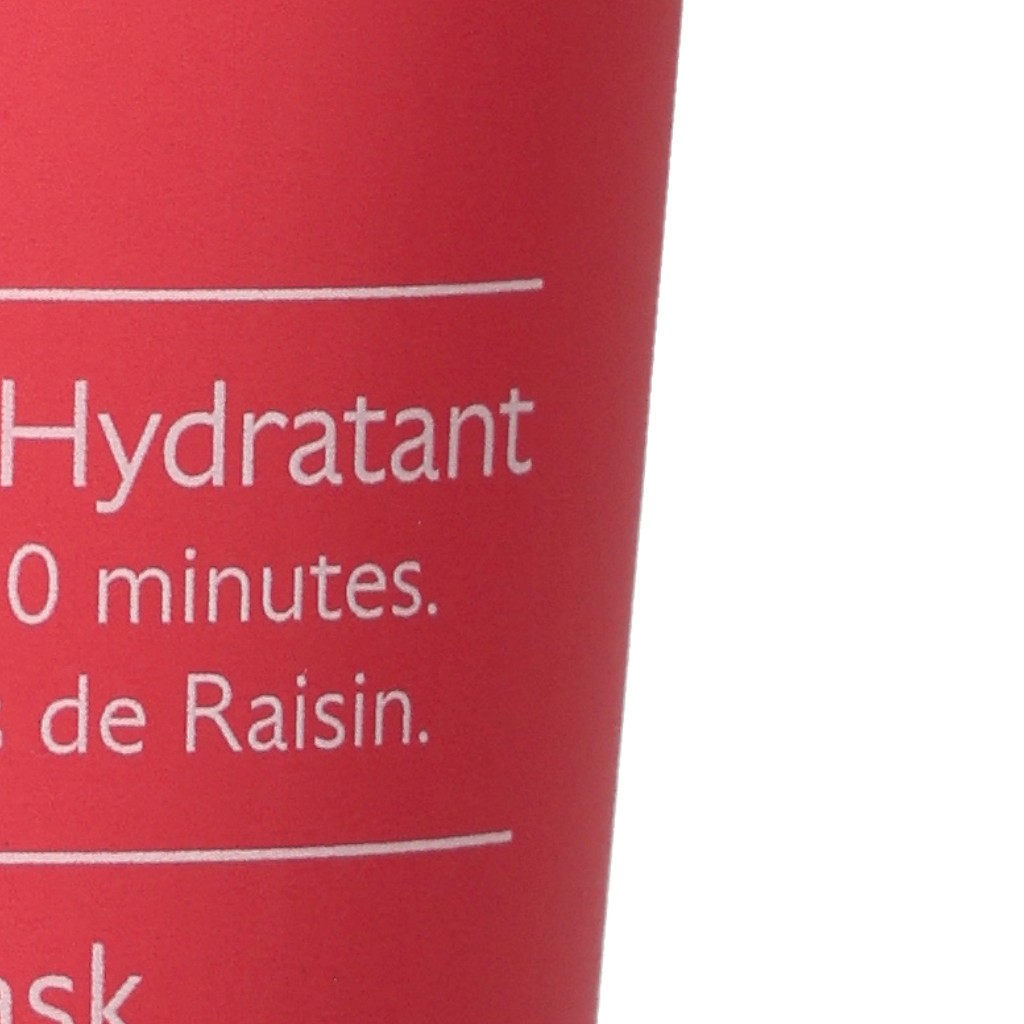 Hydratant
0 minutes.
de Raisin.